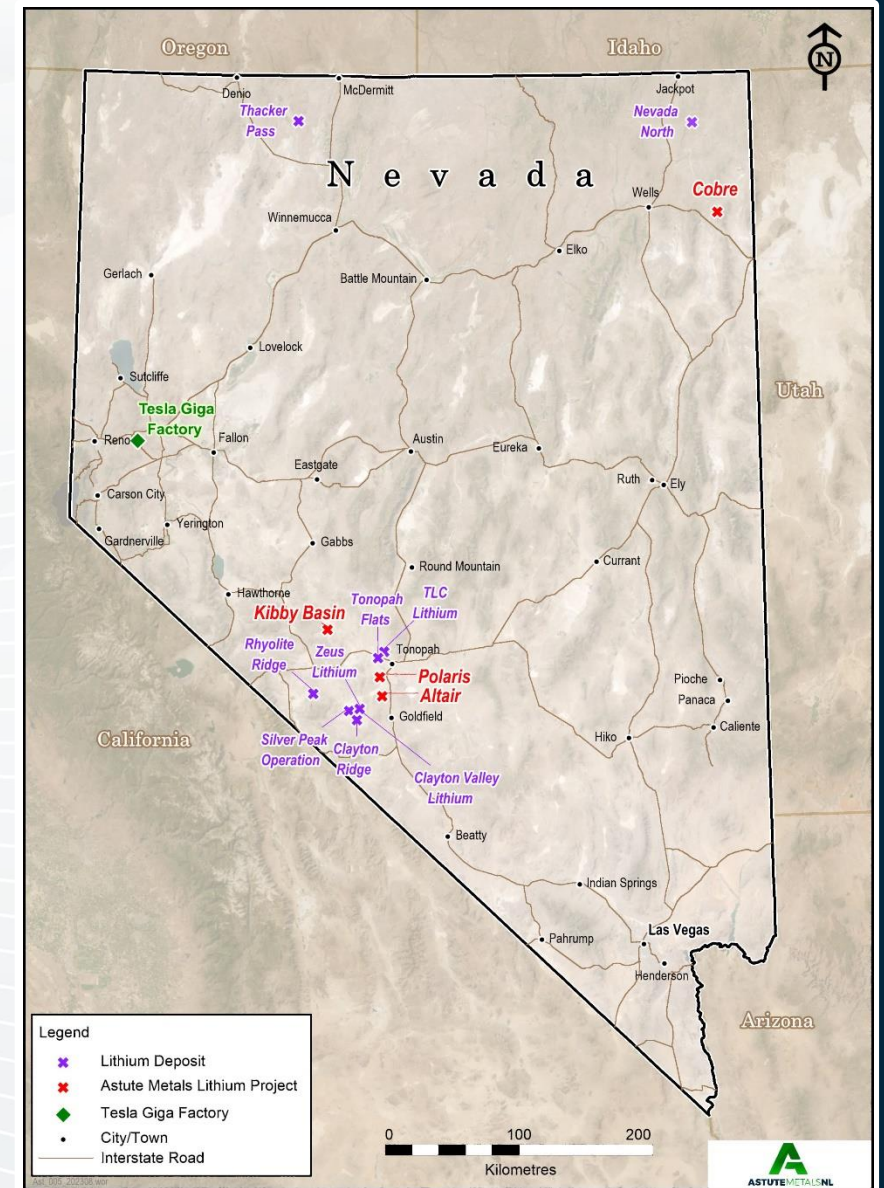 Oregon
Idaho
N
Denio
McDermitt
Jackpot
Thacker
Pass
Nevada
North
Nevada
Wells
Cobre
Winnemucca
Elko
Gerlach
Battle Mountain
Lovelock
Sutcliffe
Utah
Tesla Giga
Factory
Reno
Fallon
Austin
Eureka
Eastgate
Ruth
Ely
Carson City
Yerington
Gardnerville
Gabbs
Round Mountain
Currant
Hawthorne
Tonopah
Flats
TLC
Lithium
Kibby Basin
Rhyolite
Ridge
Zeus
Lithium
Tonopah
Polaris
Altair
Pioche
Panaca
Goldfield
Caliente
Hiko
California
Silver Peak
Operation
Clayton
Ridge
Clayton Valley
Lithium
Beatty
Indian Springs
Las Vegas
Pahrump
Henderson
Arizona
Legend
Lithium Deposit
Astute Metals Lithium Project
Tesla Giga Factory
City/Town
Interstate Road
0 100 200
Kilometres
ASTUTEMETALSNL